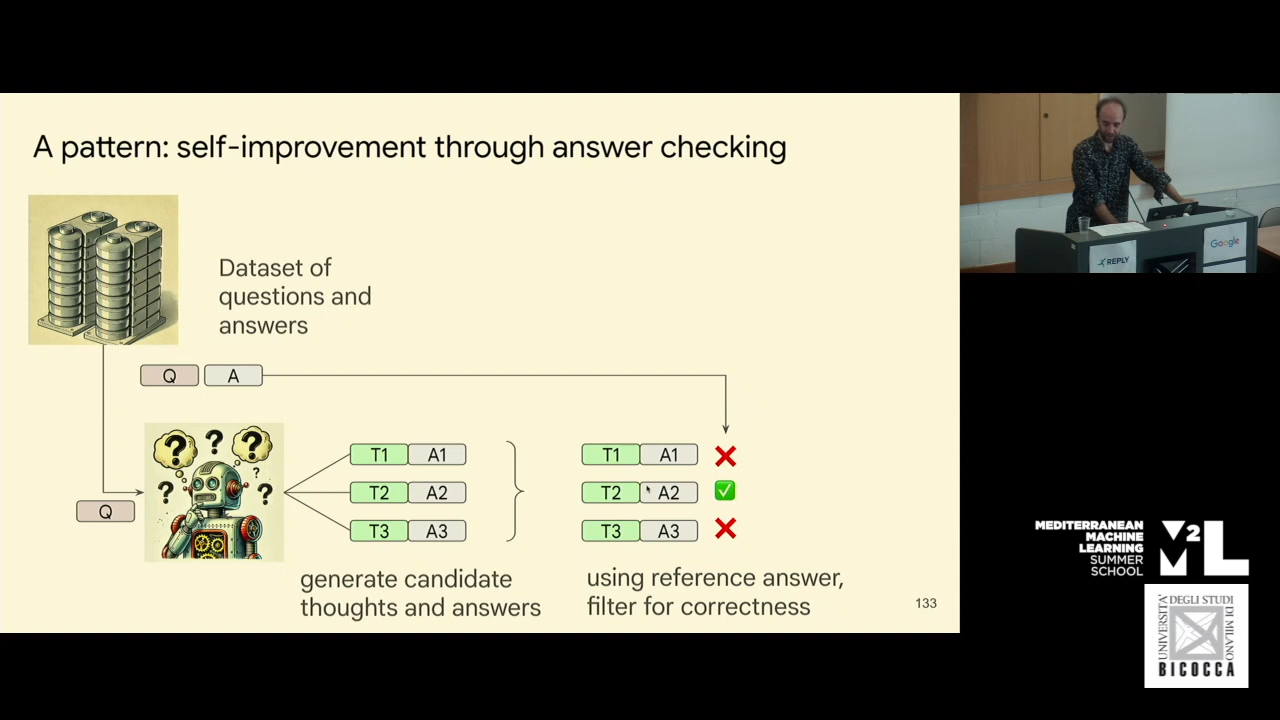 A pattern: self-improvement through answer checking
Dataset of
questions and
answers
Q
A
Q
? ? ?
? ?
?
T1 A1
T2 A2
T3 A3
T1 A1
T2 A2
T3 A3
generate candidate
thoughts and answers
using reference answer,
filter for correctness
133
REPLY
Google
MEDITERRANEAN
MACHINE
LEARNING
SUMMER
SCHOOL
M2L
UNIVERSITA'
DEGLI STUDI
DI MILANO
BICOCCA